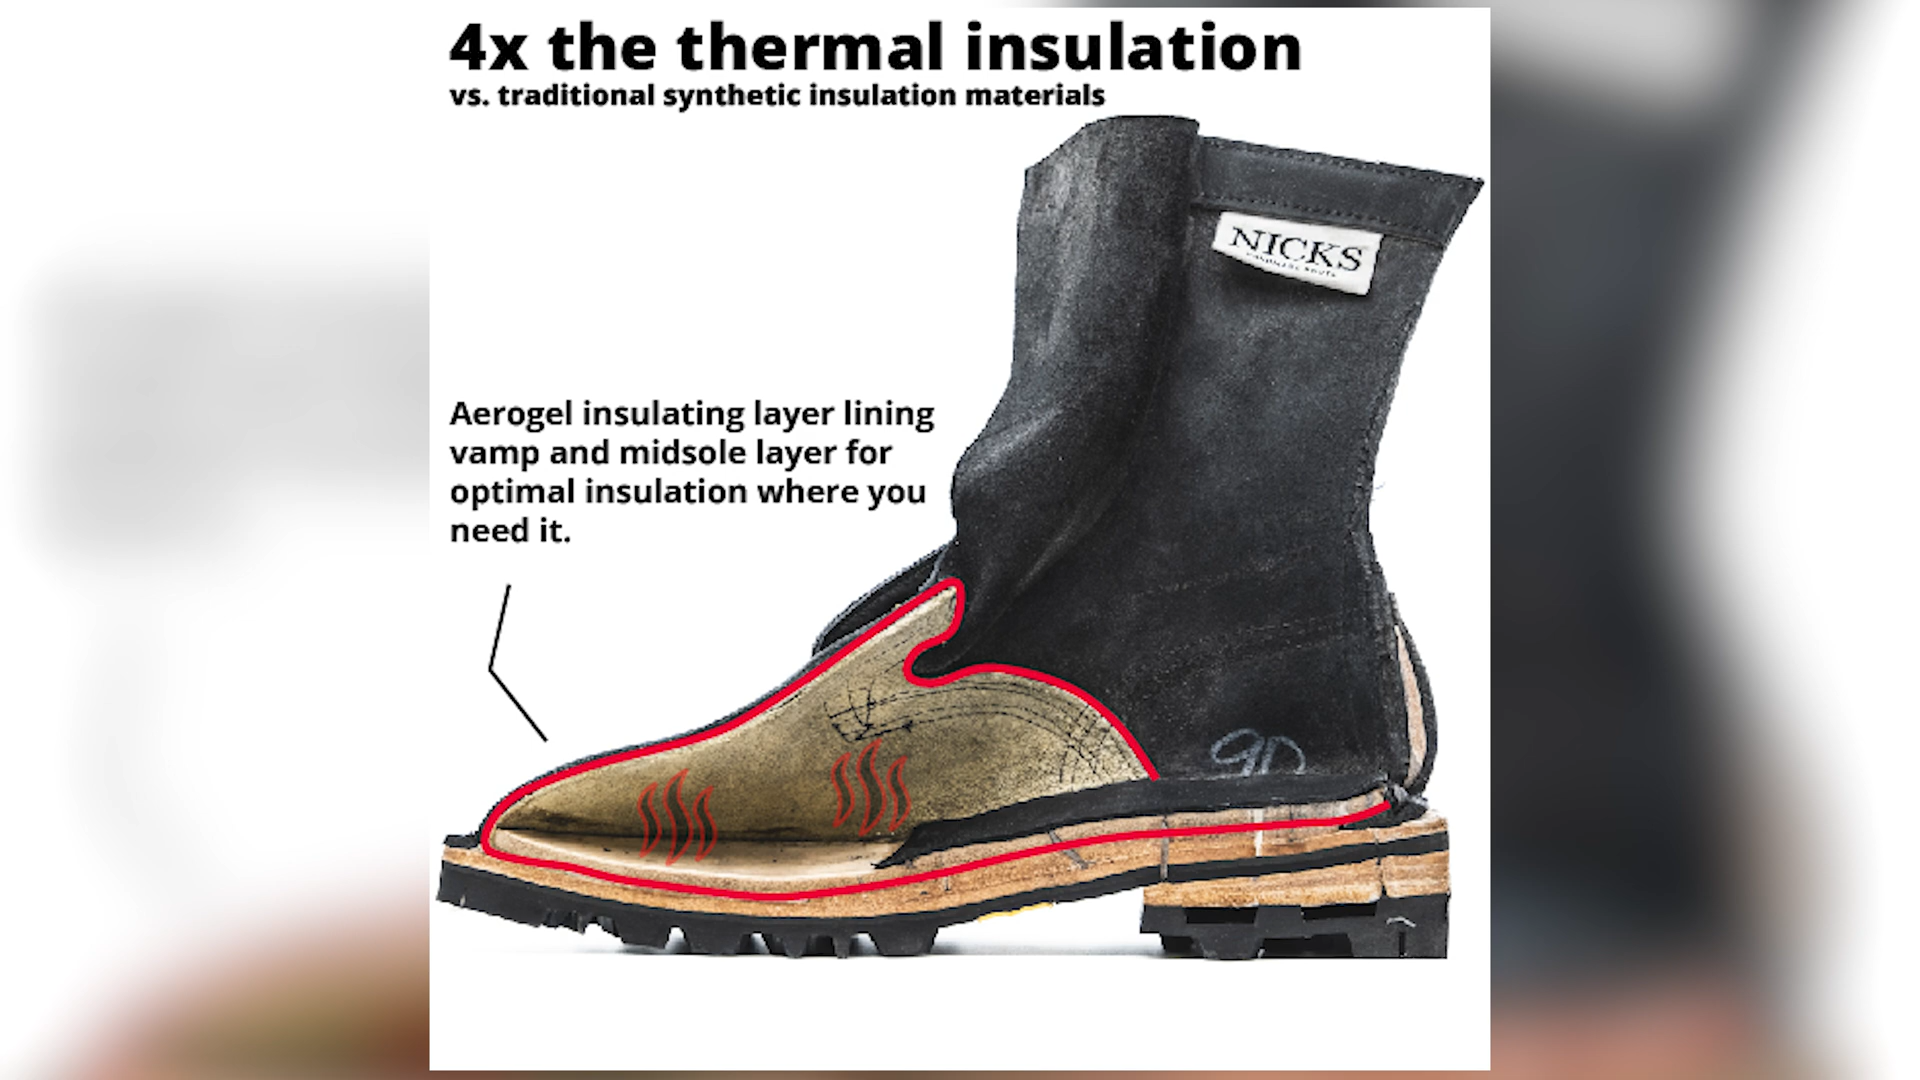 4x the thermal insulation
vs. traditional synthetic insulation materials
NICKS
Aerogel insulating layer lining
vamp and midsole layer for
optimal insulation where you
need it.
9D